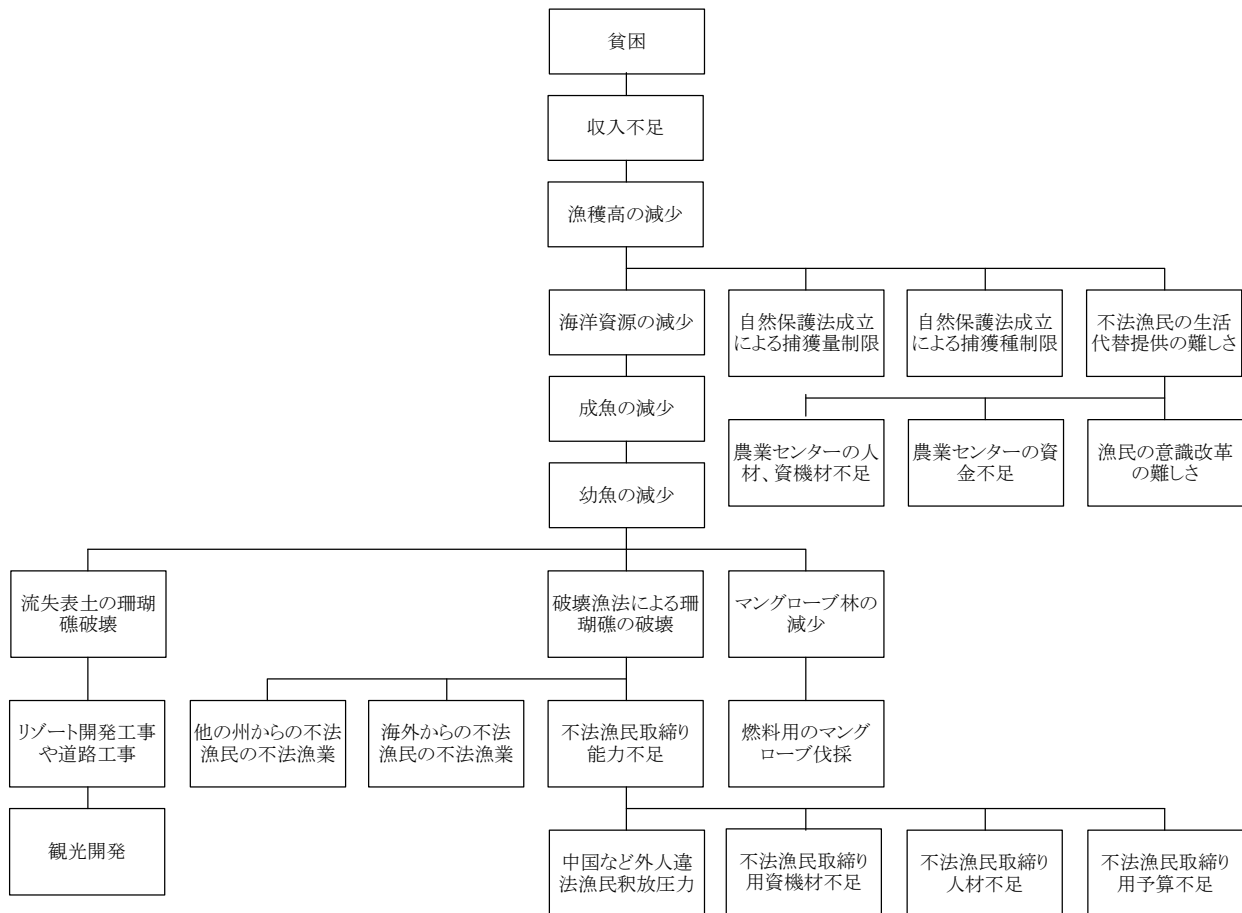 貧困
収入不足
漁穫高の減少
海洋資源の減少
自然保護法成立
による捕獲量制限
自然保護法成立
による捕獲種制限
不法漁民の生活
代替提供の難しさ
成魚の減少
農業センターの人
材、資機材不足
農業センターの資
金不足
漁民の意識改革
の難しさ
幼魚の減少
流失表土の珊瑚
礁破壊
破壊漁法による珊
瑚礁の破壊
マングローブ林の
減少
リゾート開発工事
や道路工事
他の州からの不法
漁民の不法漁業
海外からの不法
漁民の不法漁業
不法漁民取締り
能力不足
燃料用のマング
ローブ伐採
観光開発
中国など外人違
法漁民釈放圧力
不法漁民取締り
用資機材不足
不法漁民取締り
人材不足
不法漁民取締り
用予算不足